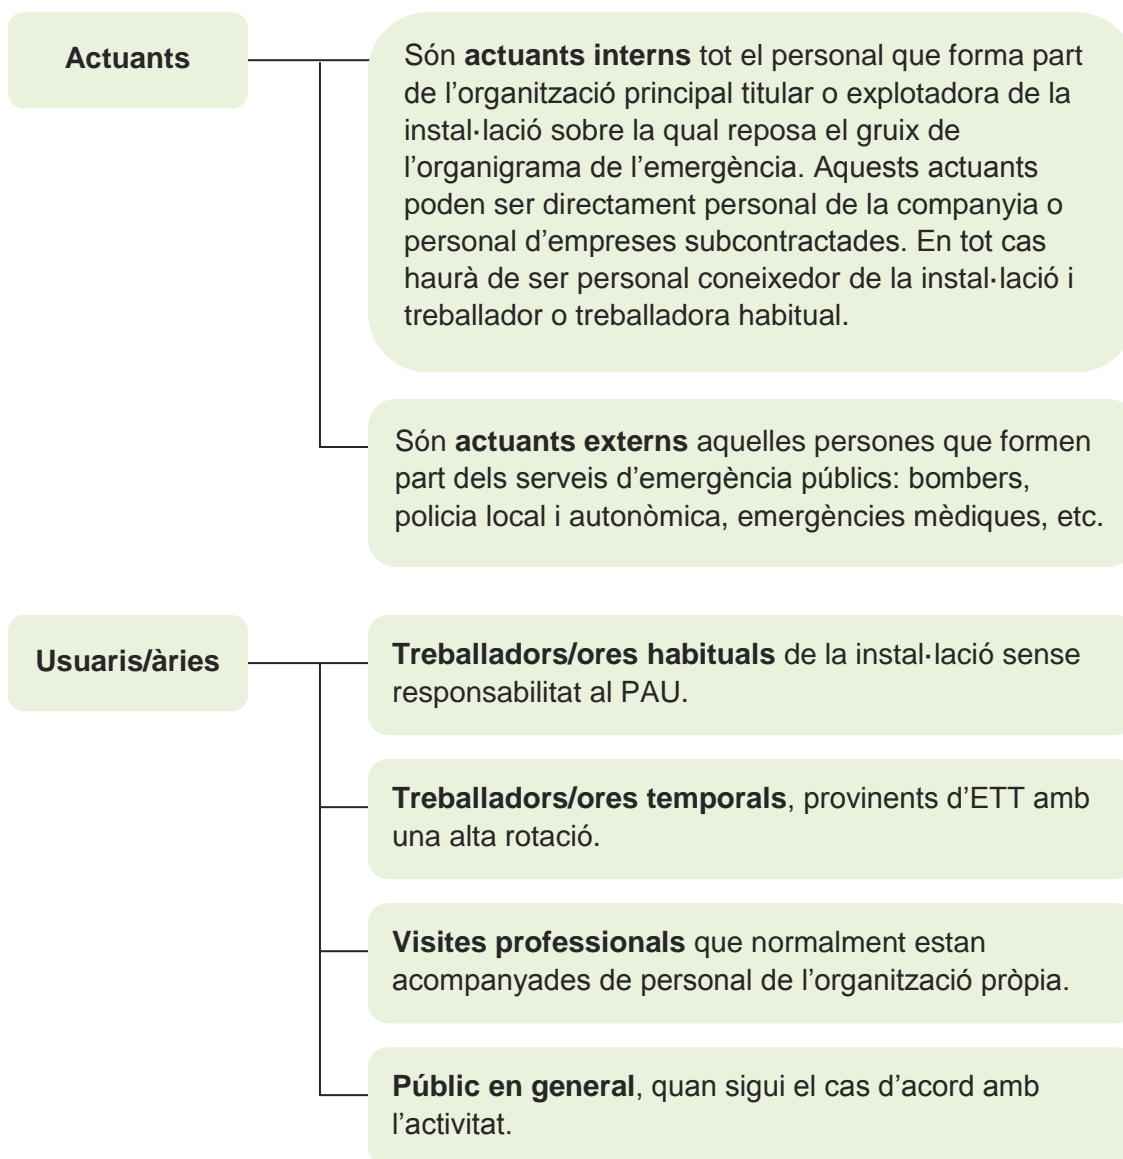 Actuants
Són actuants interns tot el personal que forma part
de l’organització principal titular o explotadora de la
instal·lació sobre la qual reposa el gruix de
l’organigrama de l’emergència. Aquests actuants
poden ser directament personal de la companyia o
personal d’empreses subcontractades. En tot cas
haurà de ser personal coneixedor de la instal·lació i
treballador o treballadora habitual.
Són actuants externs aquelles persones que formen
part dels serveis d’emergència públics: bombers,
policia local i autonòmica, emergències mèdiques, etc.
Usuaris/àries
Treballadors/ores habituals de la instal·lació sense
responsabilitat al PAU.
Treballadors/ores temporals, provinents d’ETT amb
una alta rotació.
Visites professionals que normalment estan
acompanyades de personal de l’organització pròpia.
Públic en general, quan sigui el cas d’acord amb
l’activitat.